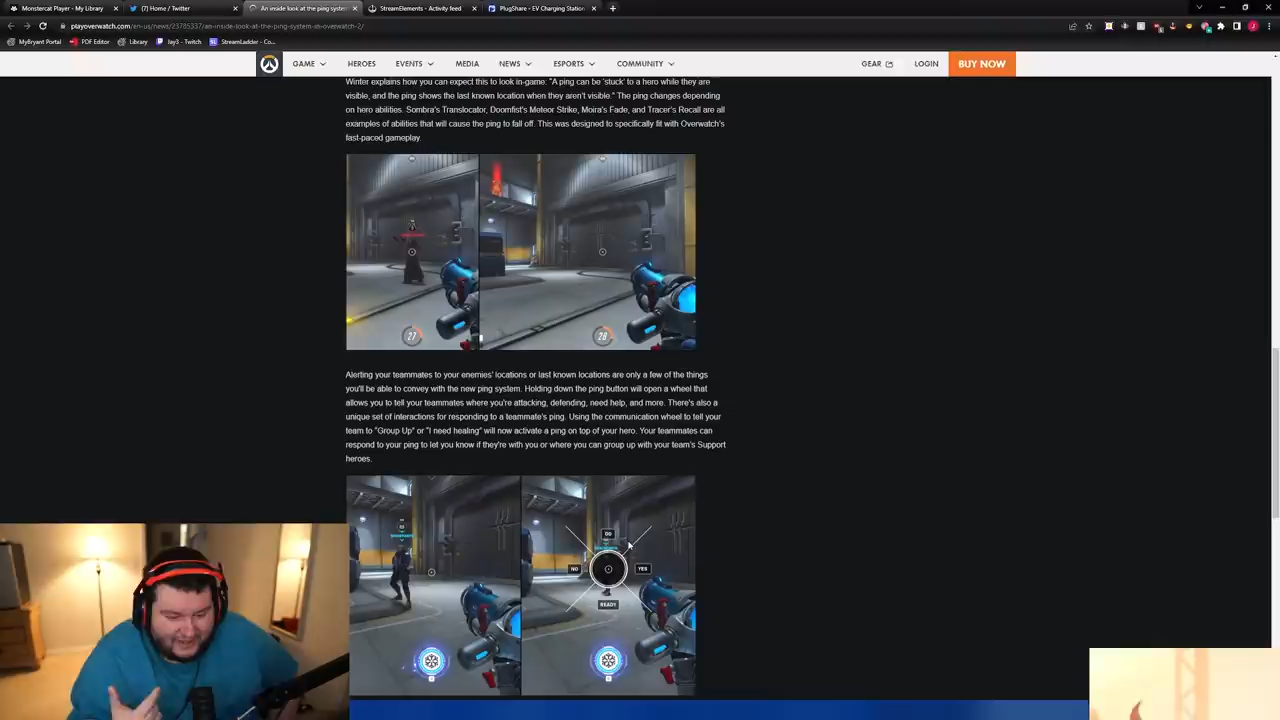 Monstercat Player - My Library
(7) Home / Twitter
An inside look at the ping system
StreamElements - Activity feed
PlugShare - EV Charging Station
playoverwatch.com/en-us/news/23785337/an-inside-look-at-the-ping-system-in-overwatch-2/
MyBryant Portal
PDF Editor
Library
Jay3 - Twitch
StreamLadder - Co...
GAME
HEROES
EVENTS
MEDIA
NEWS
ESPORTS
COMMUNITY
GEAR
LOGIN
BUY NOW
Winter explains how you can expect this to look in-game: "A ping can be 'stuck' to a hero while they are
visible, and the ping shows the last known location when they aren't visible." The ping changes depending
on hero abilities. Sombra's Translocator, Doomfist's Meteor Strike, Moira's Fade, and Tracer's Recall are all
examples of abilities that will cause the ping to fall off. This was designed to specifically fit with Overwatch's
fast-paced gameplay.
27
28
Alerting your teammates to your enemies' locations or last known locations are only a few of the things
you'll be able to convey with the new ping system. Holding down the ping button will open a wheel that
allows you to tell your teammates where you're attacking, defending, need help, and more. There's also a
unique set of interactions for responding to a teammate's ping. Using the communication wheel to tell your
team to "Group Up" or "I need healing" will now activate a ping on top of your hero. Your teammates can
respond to your ping to let you know if they're with you or where you can group up with your team's Support
heroes.
NO
YES
READY